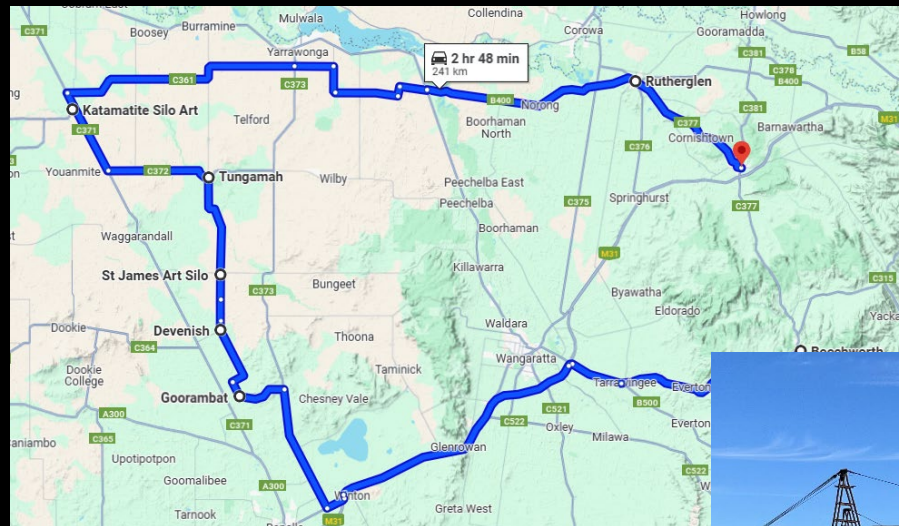 C371
Boosey
Burramine
Mulwala
Collendina
Howlong
Gooramadda
Corowa
C381
B58
Yarrawonga
2 hr 48 min
241 km
C361
C373
C378
B400
Rutherglen
B400
Norong
Katamatite Silo Art
C371
Telford
Boorhaman
North
C377
C381
Barnawartha
M31
Cornishtown
C376
Youanmite
C372
Tungamah
Wilby
Peechelba East
Peechelba
C375
Springhurst
C377
Waggarandall
Boorhaman
M31
St James Art Silo
Bungeet
Killawarra
C315
C373
Byawatha
Eldorado
Dookie
Devenish
C364
Thoona
Waldara
Wangaratta
Beechworth
Dookie
College
Taminick
Tarrawingee
Everton
Goorambat
Chesney Vale
B500
A300
C371
C521
C522
Oxley
Milawa
Everton
C365
Glenrowan
Upotipotpon
C522
Goomalibee
A300
Winton
Tarnook
M31
Greta West